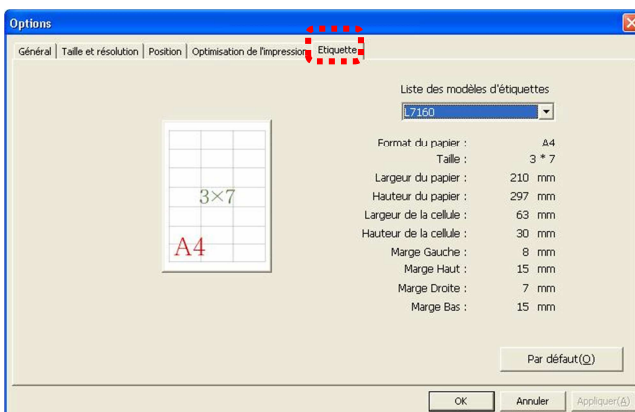 Options
Général Taille et résolution Position Optimisation de l'impression Etiquette
Liste des modèles d'étiquettes
L7160
Format du papier : A4
Taille : 3 * 7
Largeur du papier : 210 mm
Hauteur du papier : 297 mm
Largeur de la cellule : 63 mm
Hauteur de la cellule : 30 mm
Marge Gauche : 8 mm
Marge Haut : 15 mm
Marge Droite : 7 mm
Marge Bas : 15 mm
3×7
A4
Par défaut(O)
OK Annuler Appliquer(A)